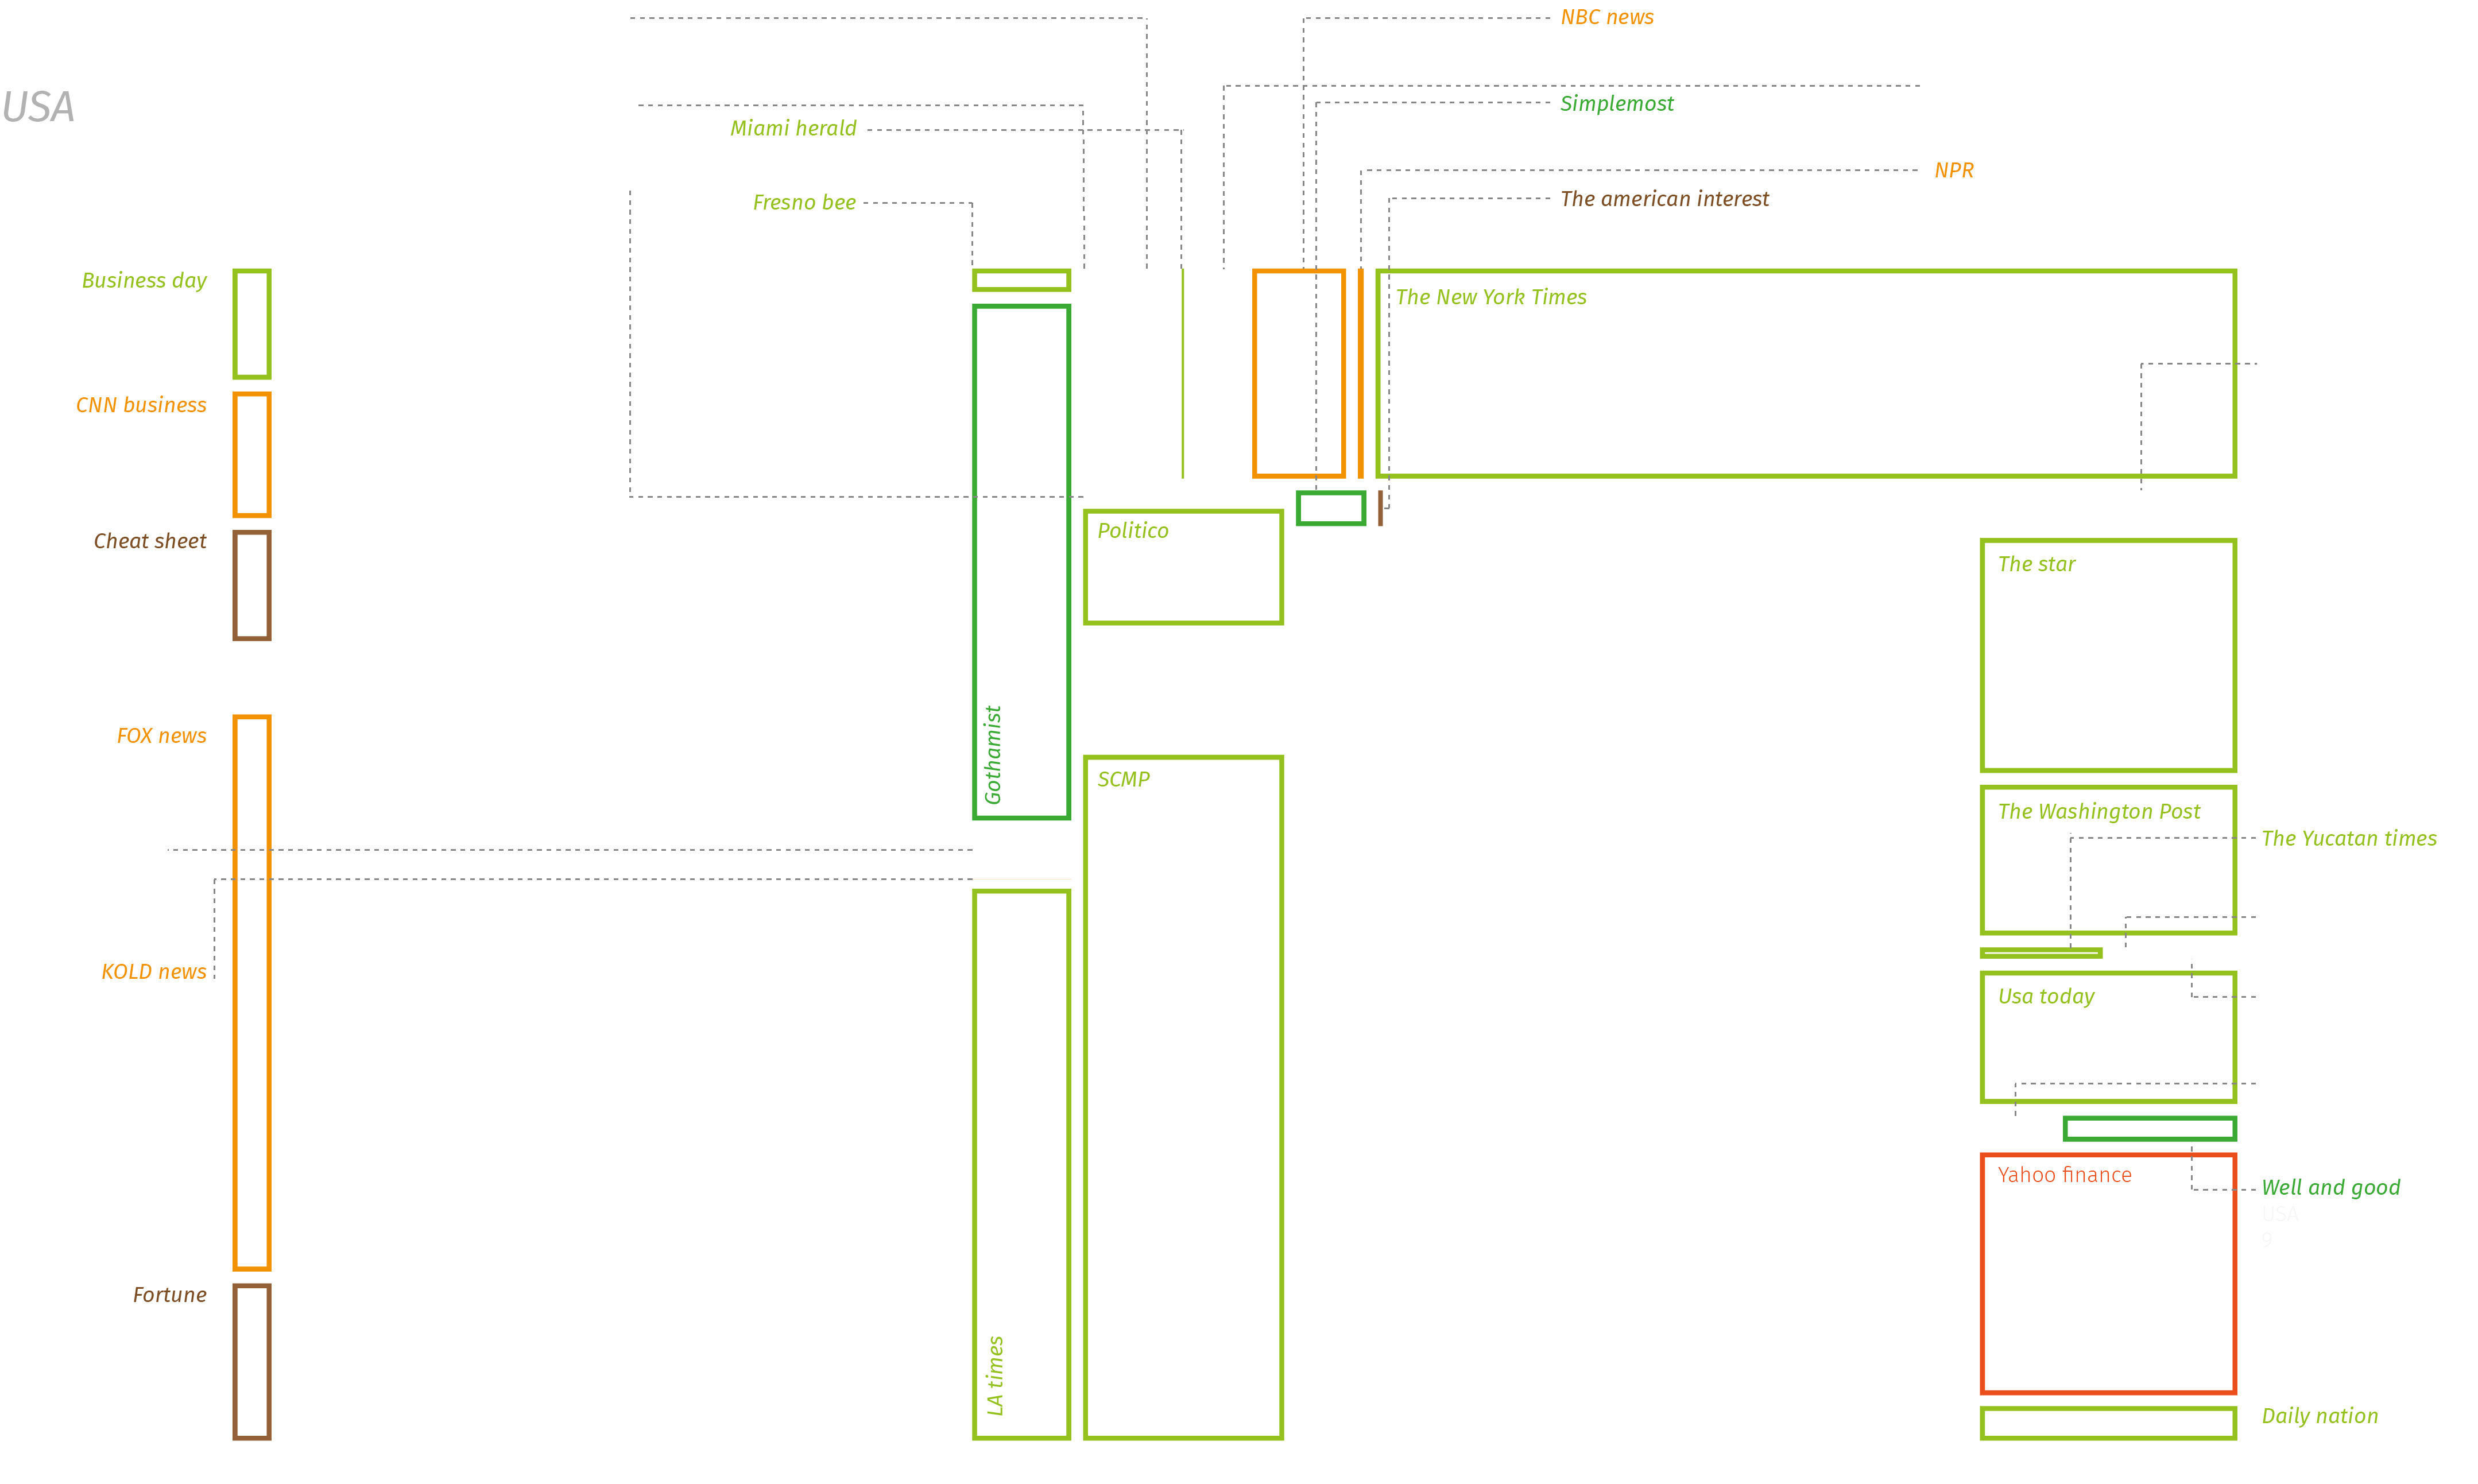 NBC news
USA
Simplemost
Miami herald
NPR
The american interest
Fresno bee
Business day
The New York Times
CNN business
Politico
Cheat sheet
The star
FOX news
Gothamist
SCMP
The Washington Post
The Yucatan times
KOLD news
Usa today
Yahoo finance
Well and good
USA
9
Fortune
LA times
Daily nation